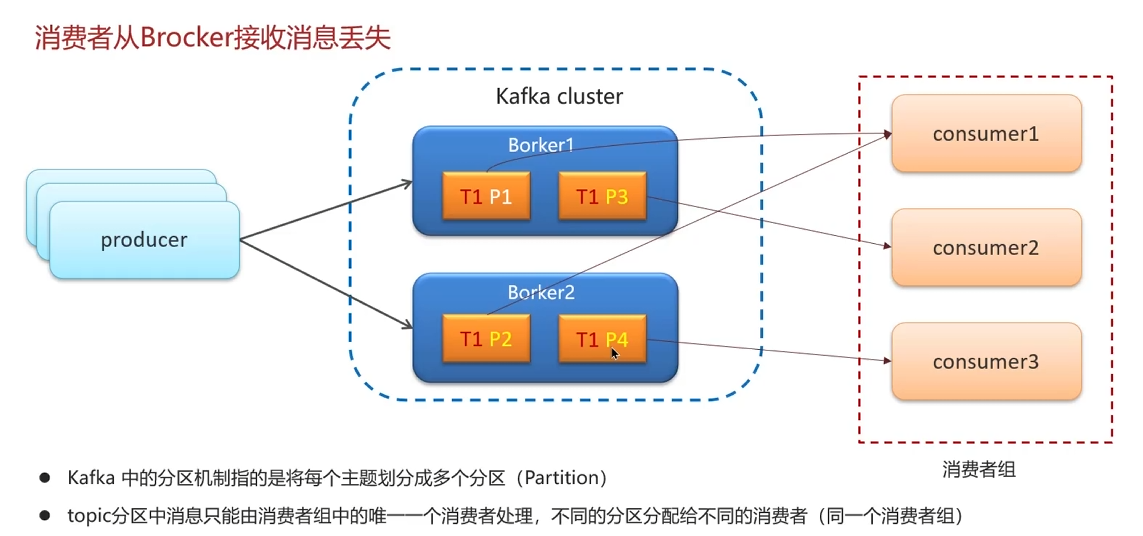 消费者从Brocker接收消息丢失
Kafka cluster
Borker1
T1 P1
T1 P3
producer
Borker2
T1 P2
T1 P4
consumer1
consumer2
consumer3
消费者组
Kafka 中的分区机制指的是将每个主题划分成多个分区（Partition）
topic分区中消息只能由消费者组中的唯一一个消费者处理，不同的分区分配给不同的消费者（同一个消费者组）